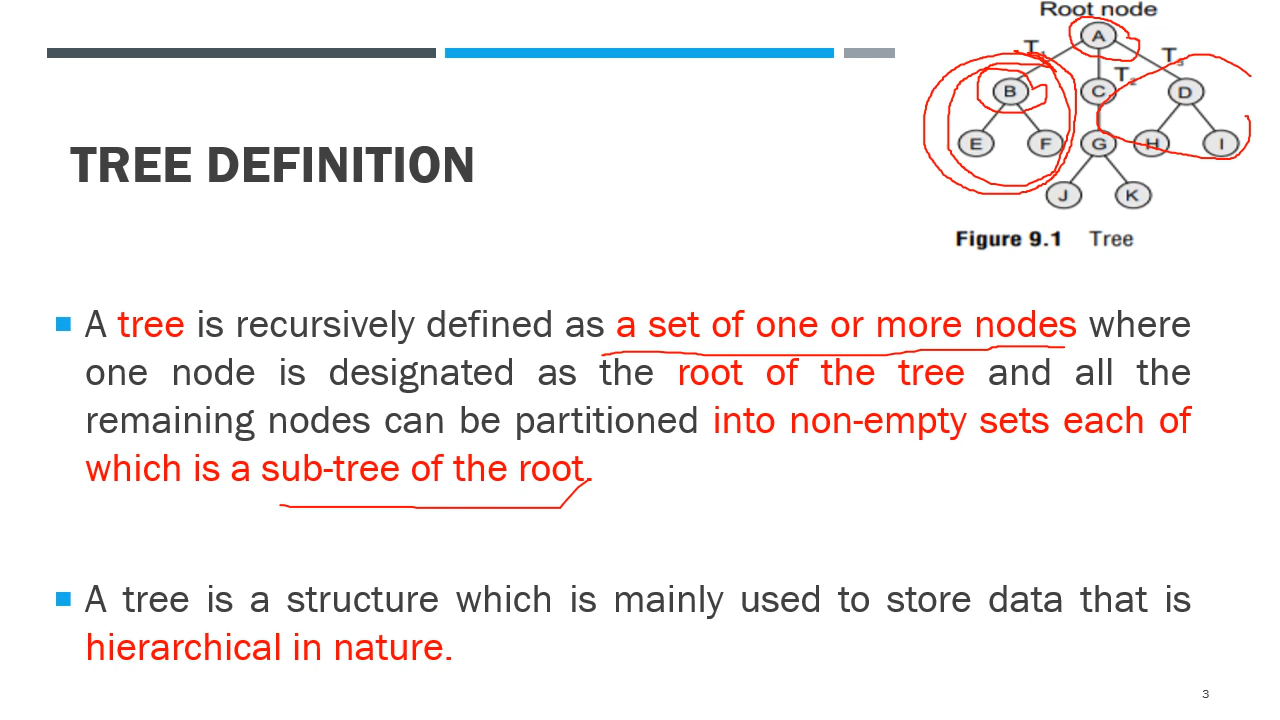 Root node
A
T1
T2
T3
B
C
D
E
F
G
H
I
J
K
Figure 9.1 Tree
TREE DEFINITION
A tree is recursively defined as a set of one or more nodes where
one node is designated as the root of the tree and all the
remaining nodes can be partitioned into non-empty sets each of
which is a sub-tree of the root.
A tree is a structure which is mainly used to store data that is
hierarchical in nature.
3